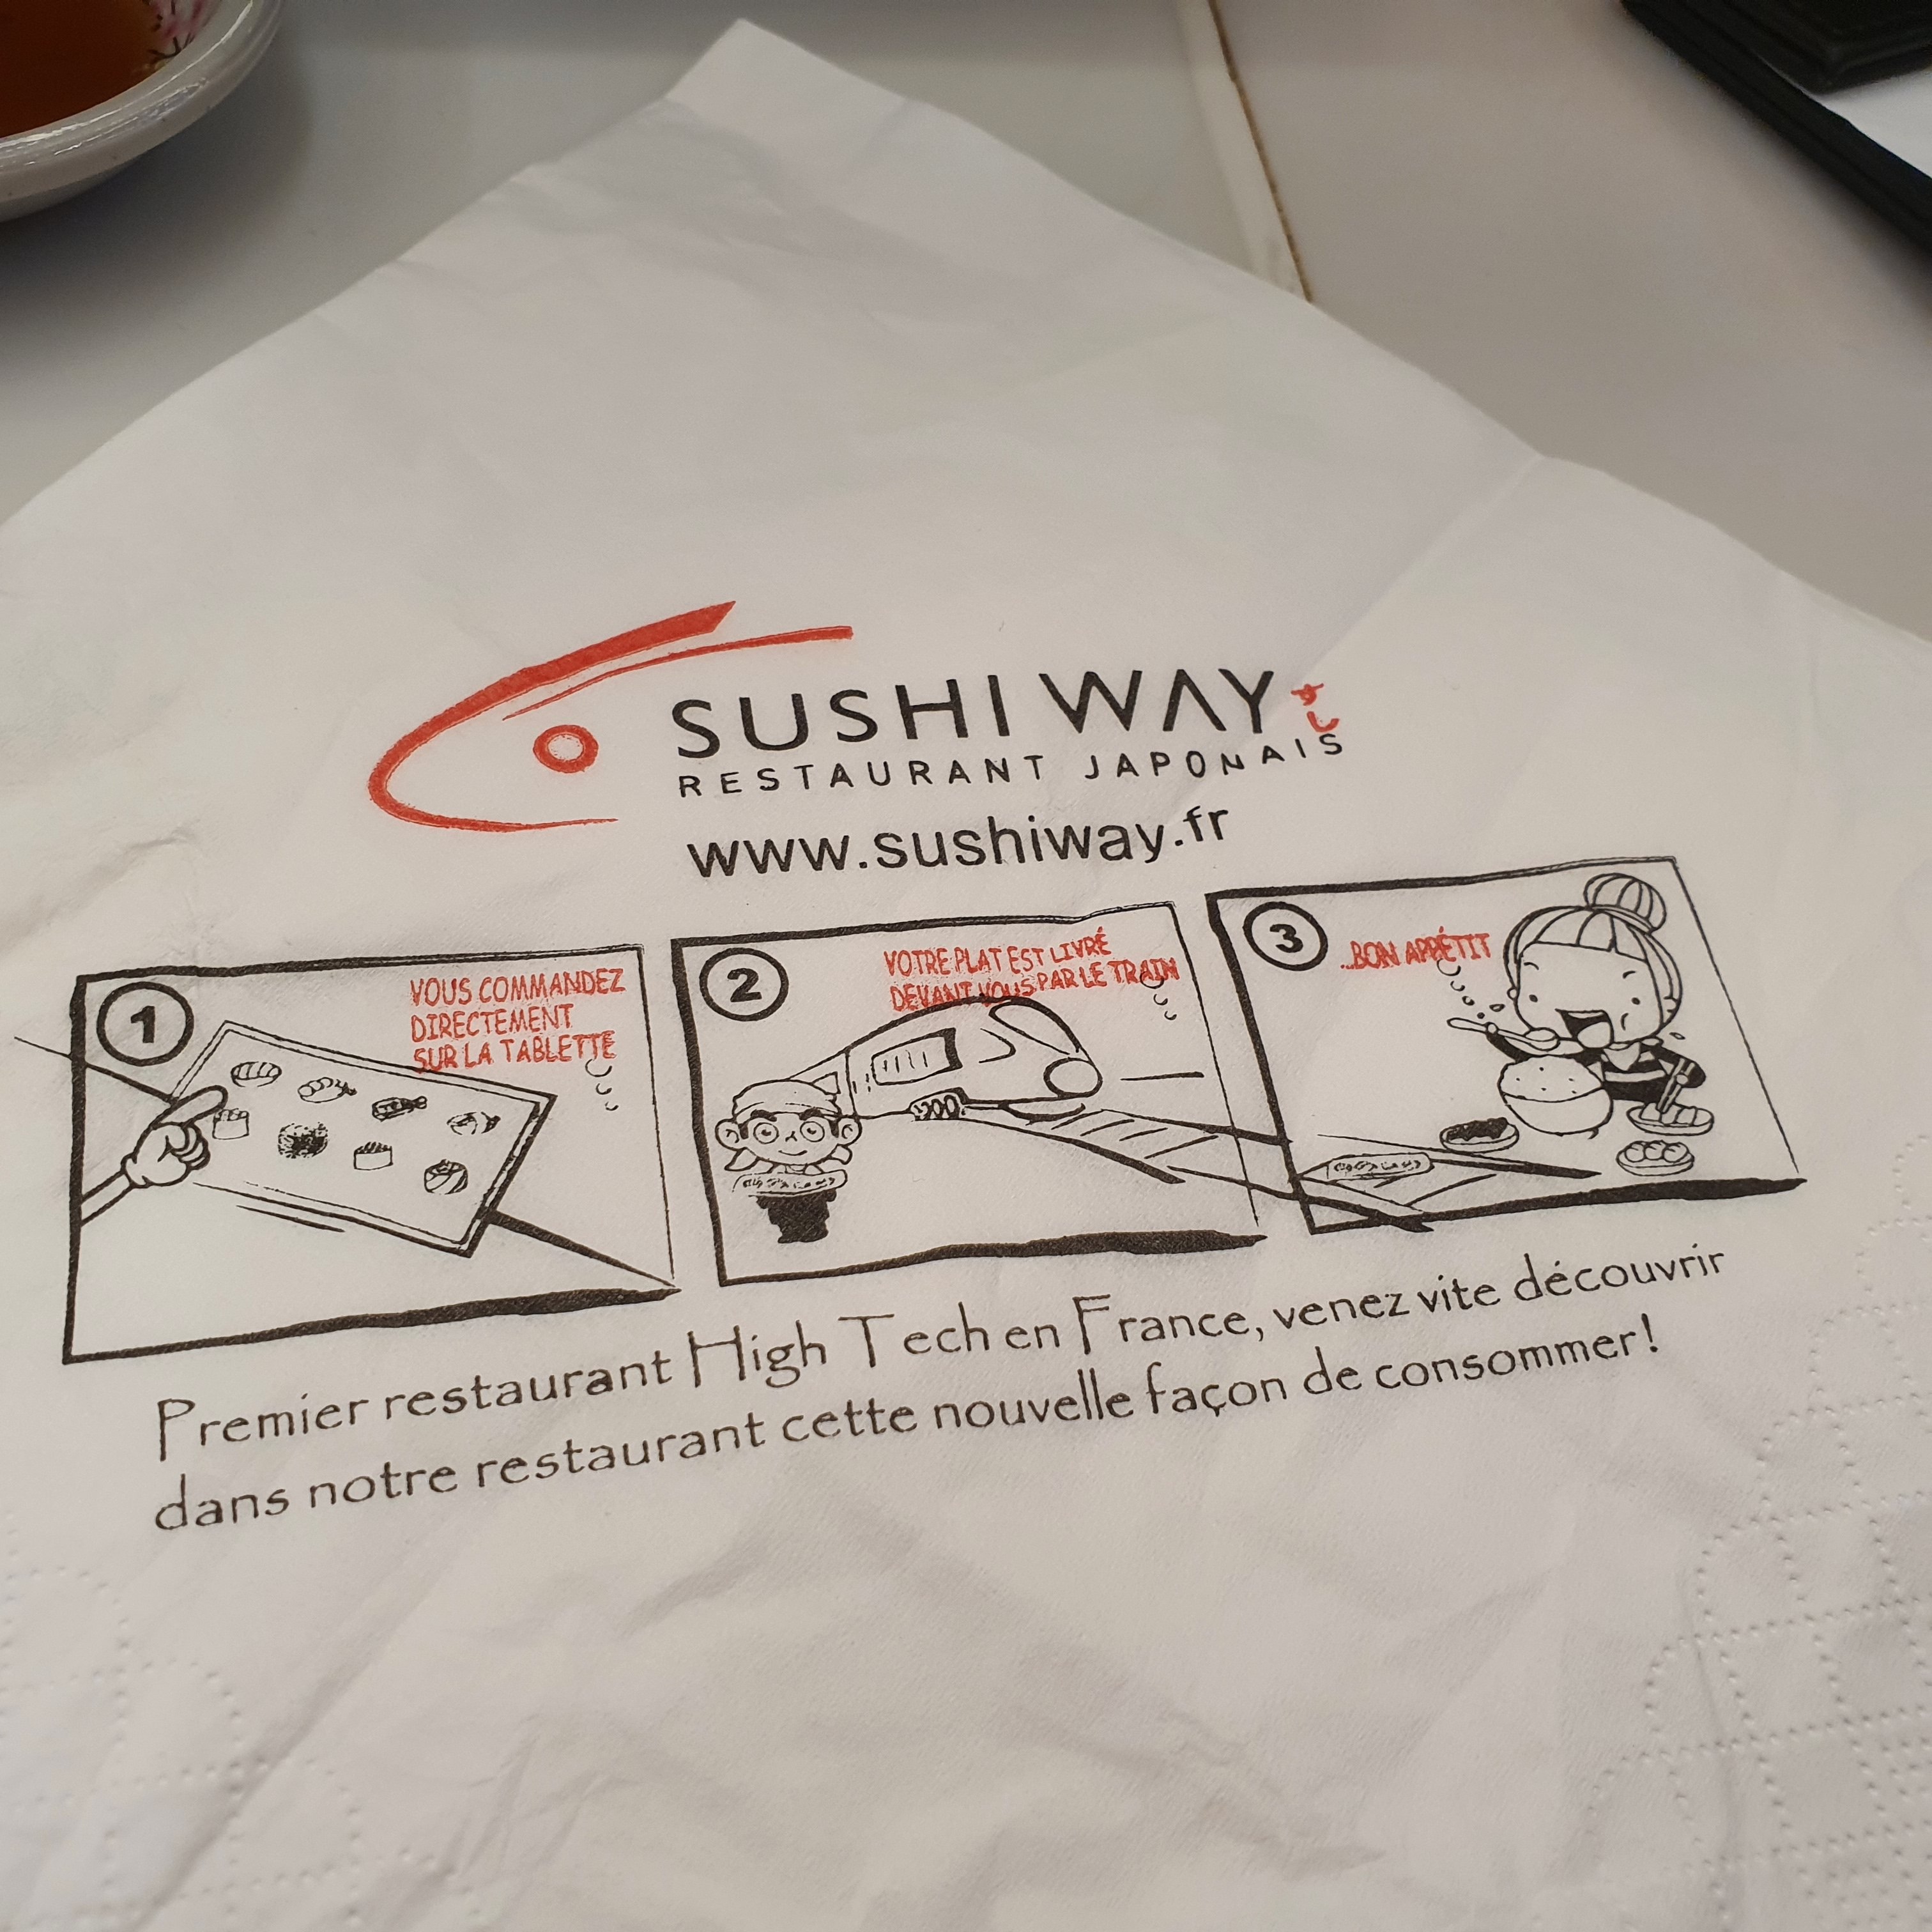 SUSHI WAY すし
RESTAURANT JAPONAIS
www.sushiway.fr
1
VOUS COMMANDEZ
DIRECTEMENT
SUR LA TABLETTE
2
VOTRE PLAT EST LIVRÉ
DEVANT VOUS PAR LE TRAIN
3
...BON APPÉTIT
Premier restaurant High Tech en France, venez vite découvrir
dans notre restaurant cette nouvelle façon de consommer!